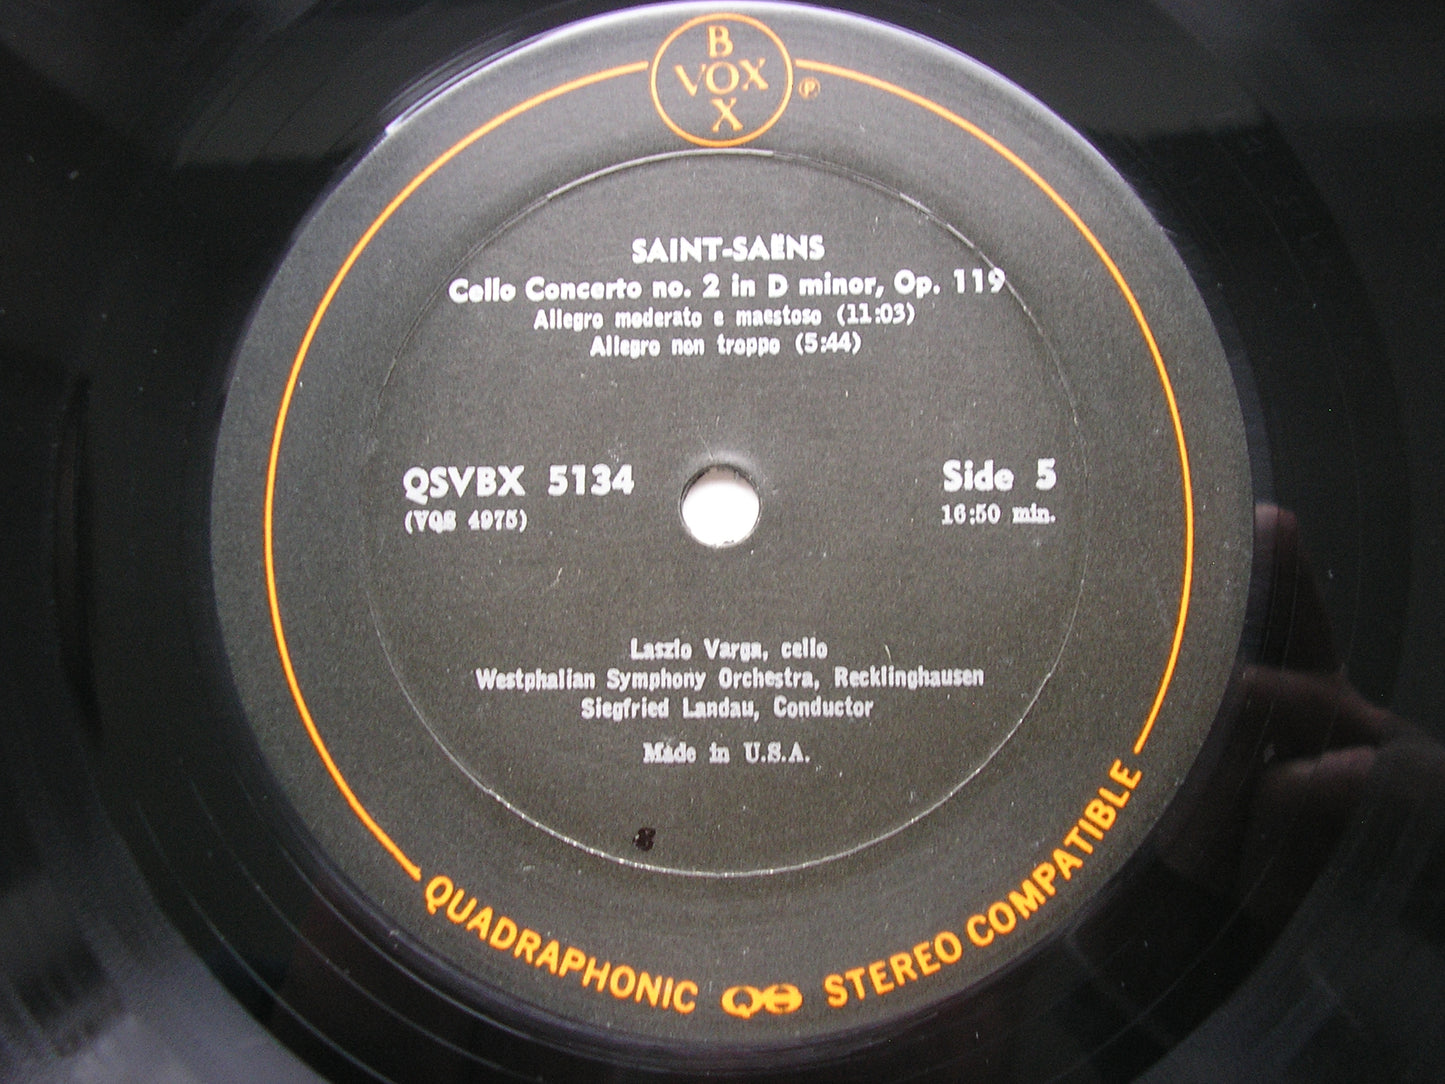 B
VOX
X
℗
SAINT-SAËNS
Cello Concerto no. 2 in D minor, Op. 119
Allegro moderato e maestoso (11:03)
Allegro non troppo (5:44)
QSVBX 5134
Side 5
(VQS 4975)
16:50 min.
Laszlo Varga, cello
Westphalian Symphony Orchestra, Recklinghausen
Siegfried Landau, Conductor
Made in U.S.A.
QUADRAPHONIC QS STEREO COMPATIBLE